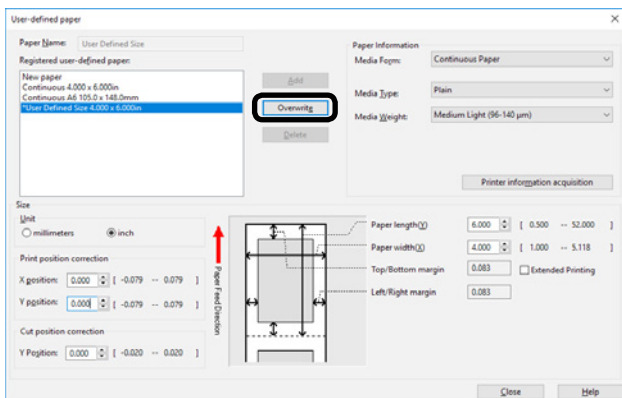 User-defined paper
Paper Name: User Defined Size
Registered user-defined paper:
New paper
Continuous 4.000 x 6.000in
Continuous A6 105.0 x 148.0mm
*User Defined Size 4.000 x 6.000in
Add
Overwrite
Delete
Paper Information
Media Form: Continuous Paper
Media Type: Plain
Media Weight: Medium Light (96-140 µm)
Printer information acquisition
Size
Unit
millimeters inch
Print position correction
X position: 0.000 [ -0.079 -- 0.079 ]
Y position: 0.000 [ -0.079 -- 0.079 ]
Cut position correction
Y Position: 0.000 [ -0.020 -- 0.020 ]
Paper Feed Direction
Paper length(Y) 6.000 [ 0.500 -- 52.000 ]
Paper width(X) 4.000 [ 1.000 -- 5.118 ]
Top/Bottom margin 0.083 Extended Printing
Left/Right margin 0.083
Close Help